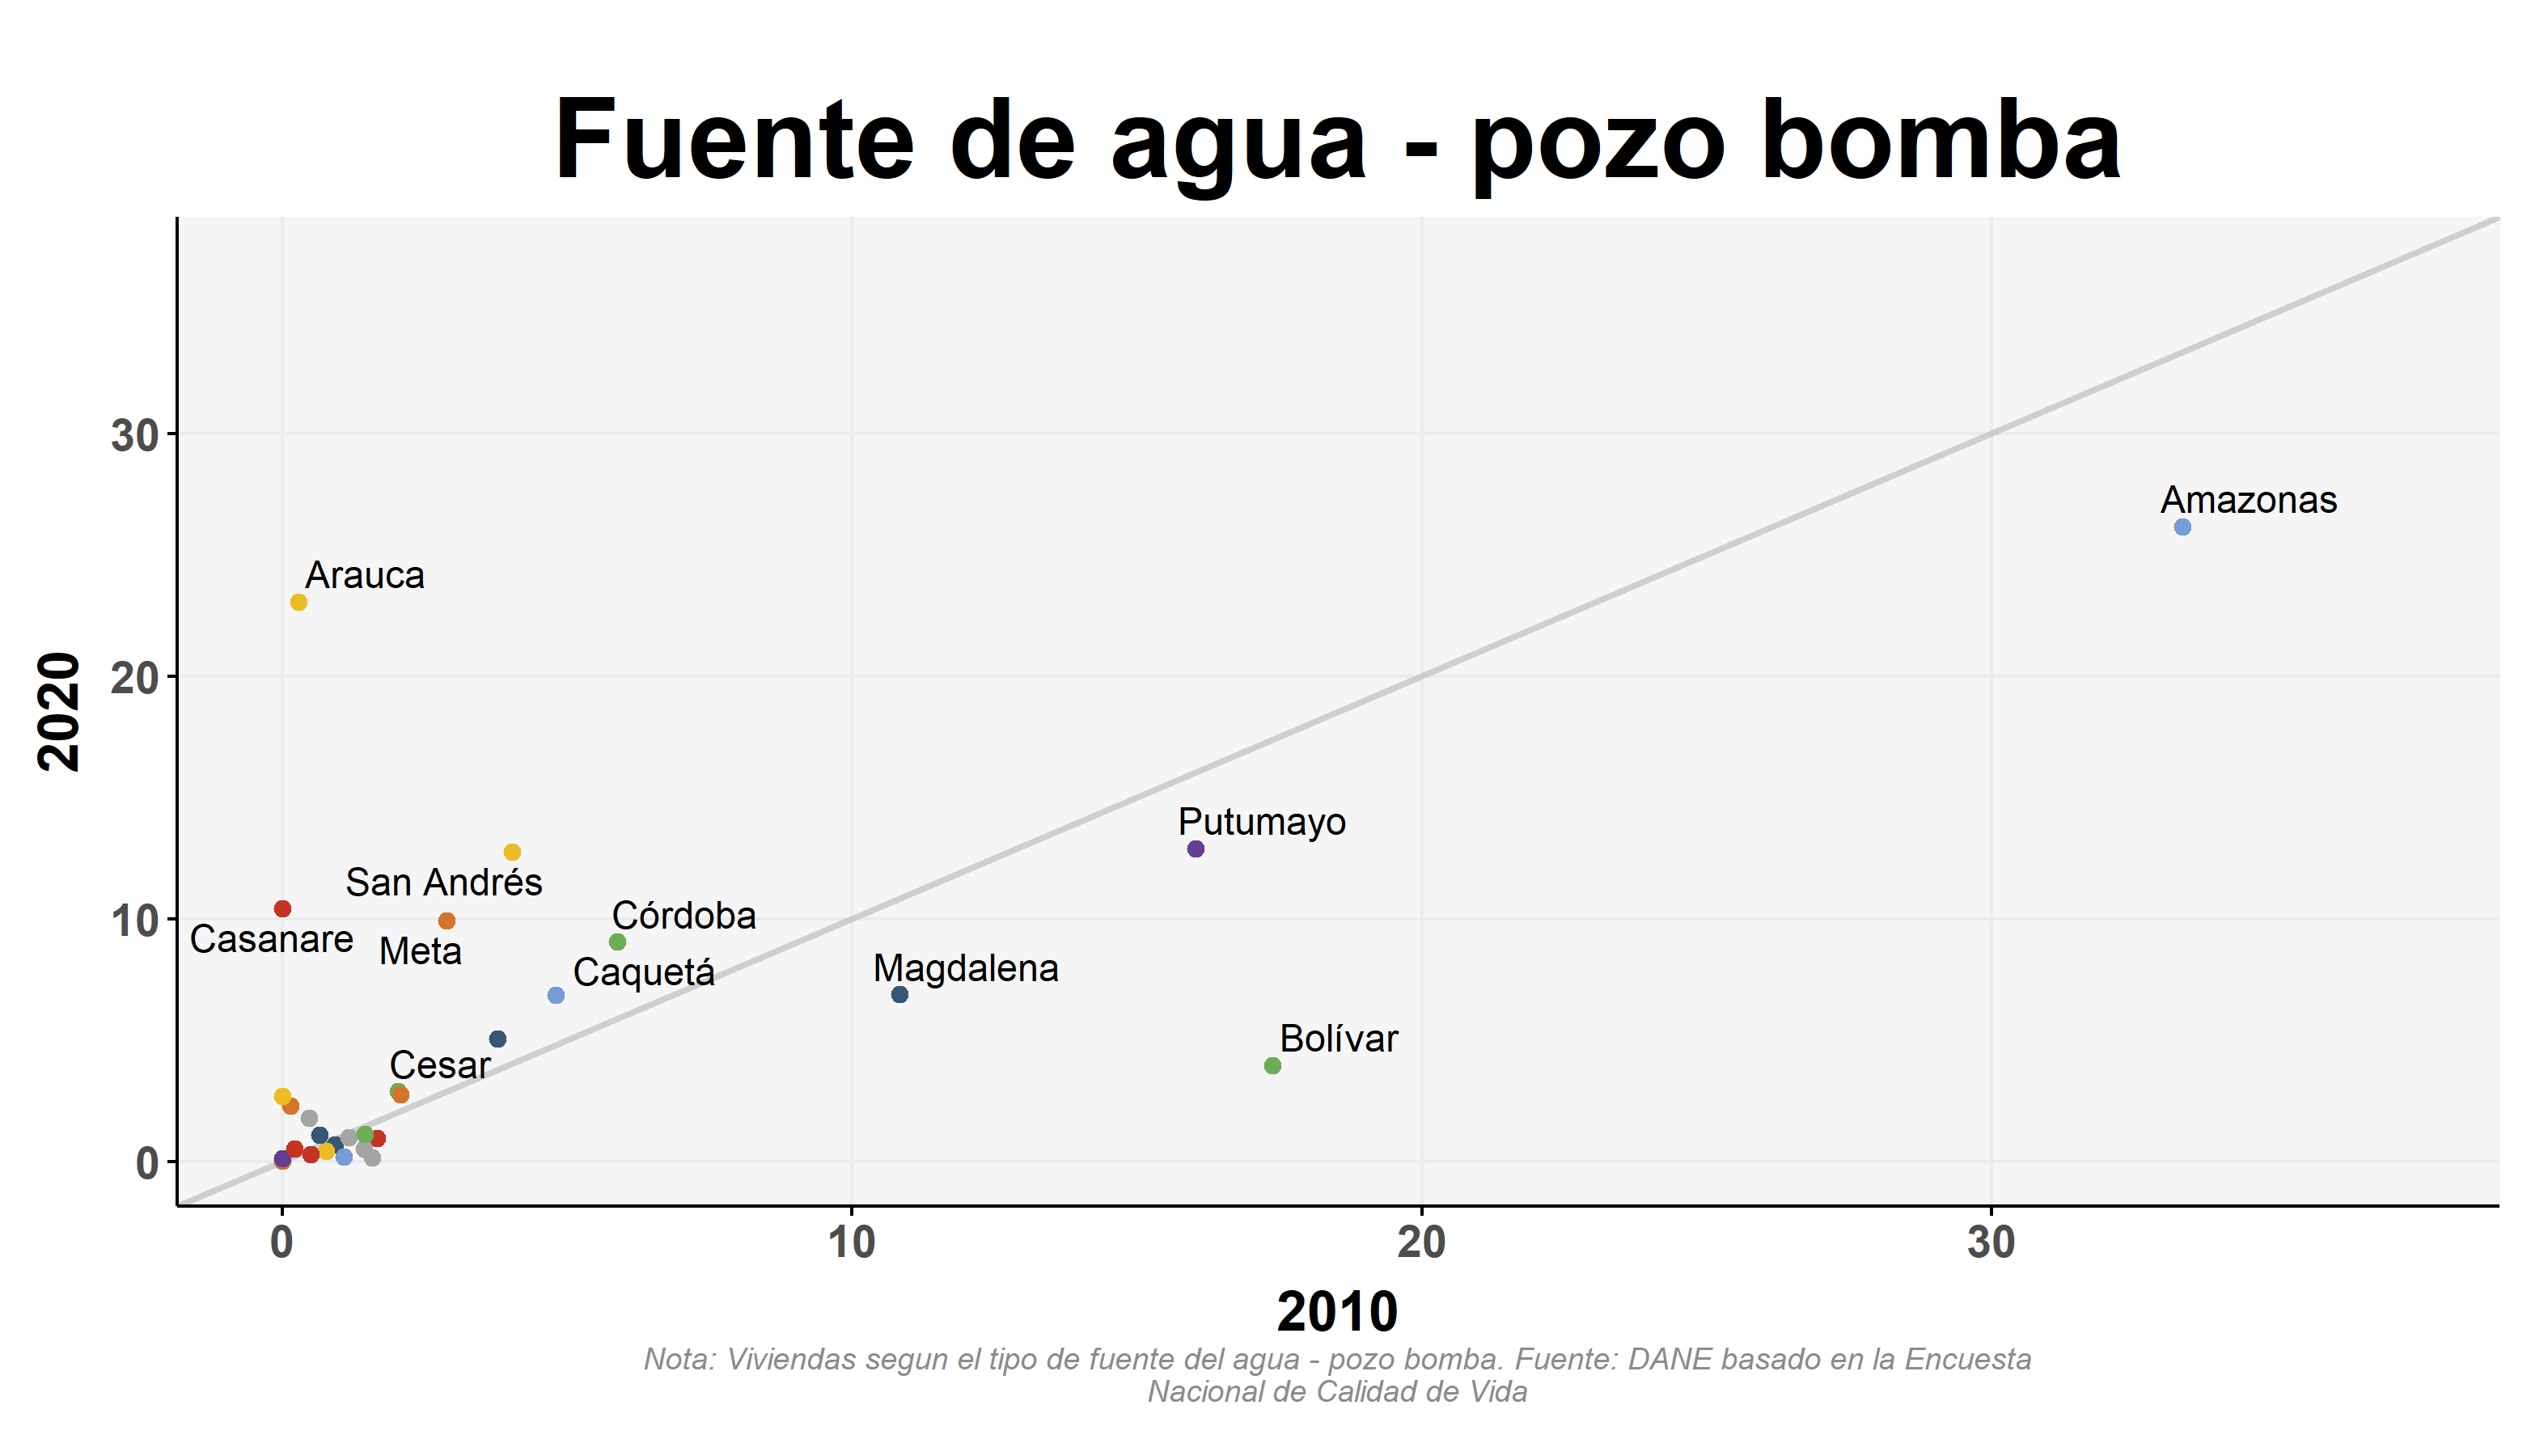 Fuente de agua - pozo bomba
2020
30
20
10
0
Amazonas
Arauca
Putumayo
San Andrés
Córdoba
Casanare
Meta
Magdalena
Caquetá
Bolívar
Cesar
0 10 20 30
2010
Nota: Viviendas segun el tipo de fuente del agua - pozo bomba. Fuente: DANE basado en la Encuesta
Nacional de Calidad de Vida